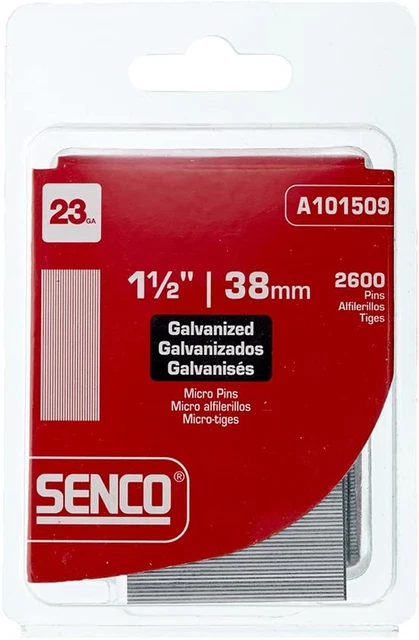 23GA
A101509
1½" | 38mm
2600
Pins
Alfilerillos
Tiges
Galvanized
Galvanizados
Galvanisés
Micro Pins
Micro alfilerillos
Micro-tiges
SENCO®